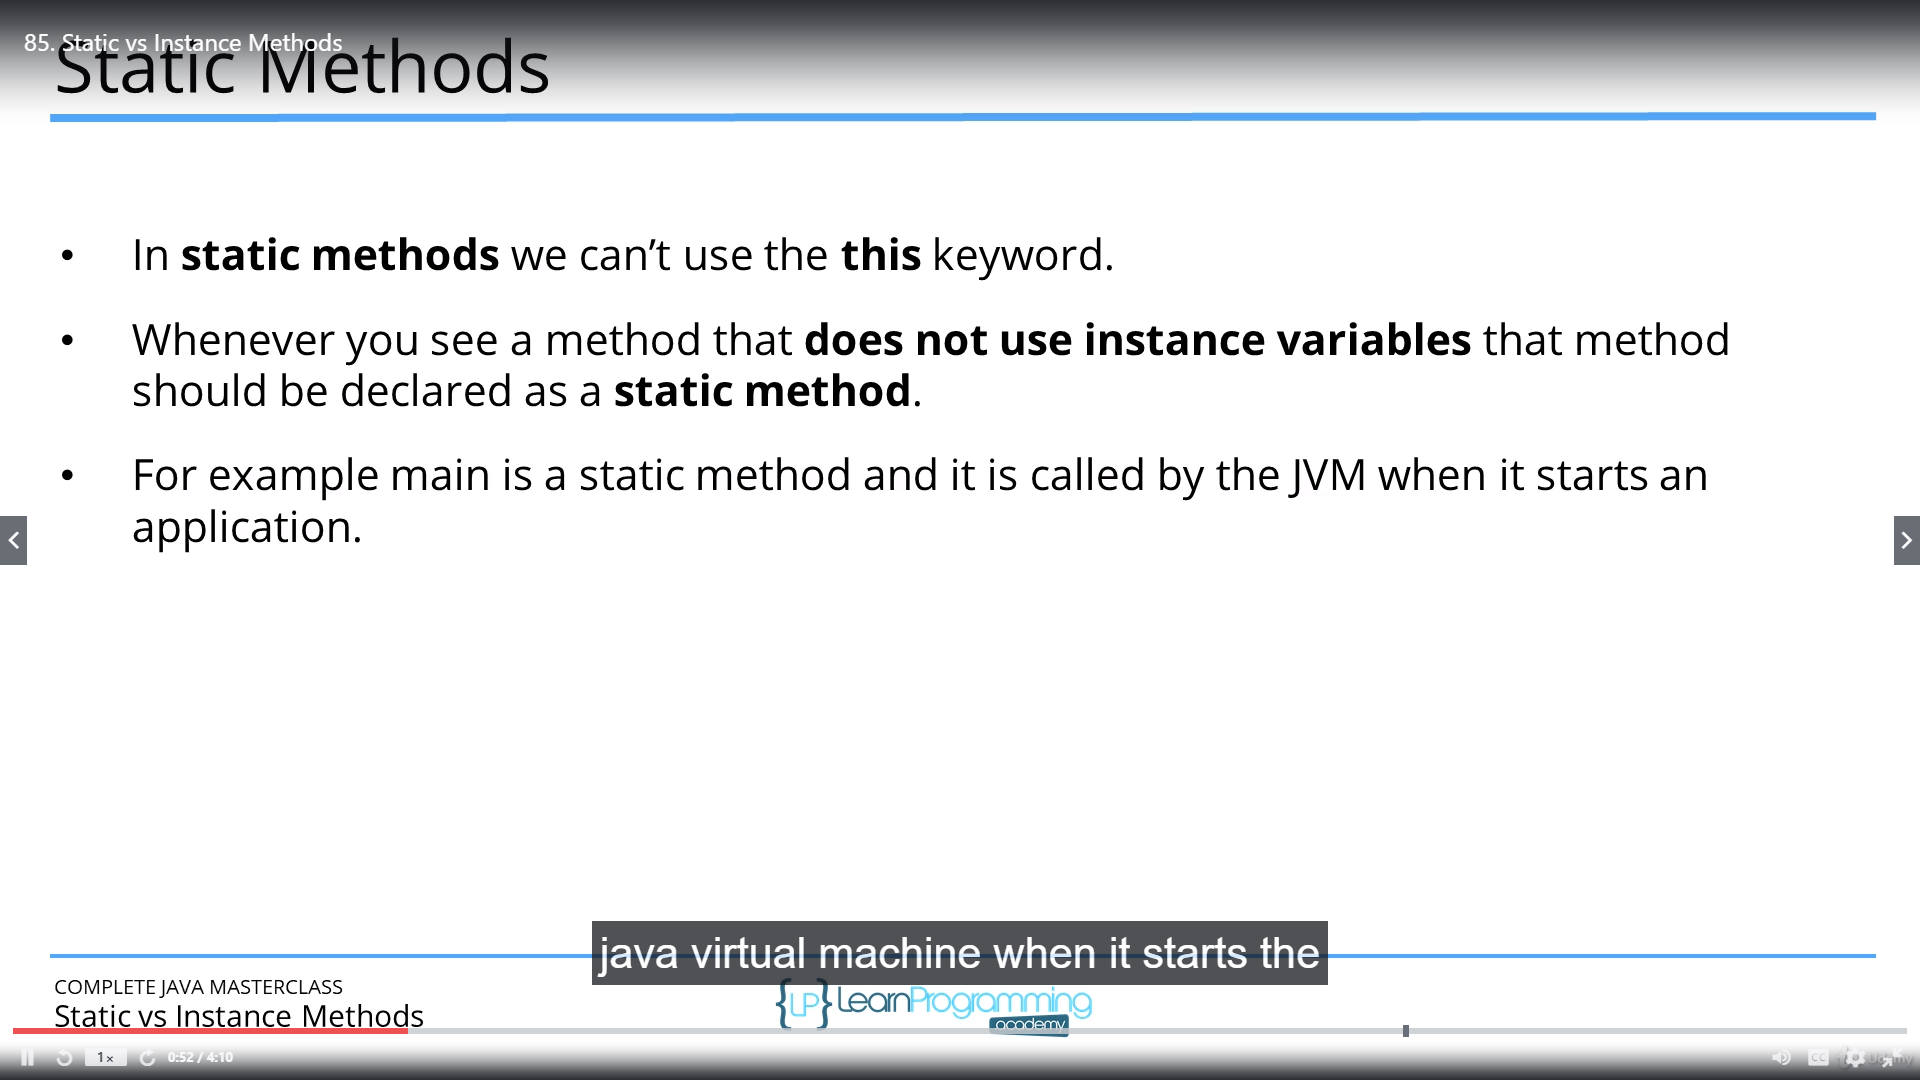 85. Static vs Instance Methods
Static Methods
• In static methods we can’t use the this keyword.
• Whenever you see a method that does not use instance variables that method
should be declared as a static method.
• For example main is a static method and it is called by the JVM when it starts an
application.
java virtual machine when it starts the
COMPLETE JAVA MASTERCLASS
Static vs Instance Methods
{LP} LearnProgramming
academy
1x
0:52 / 4:10
CC